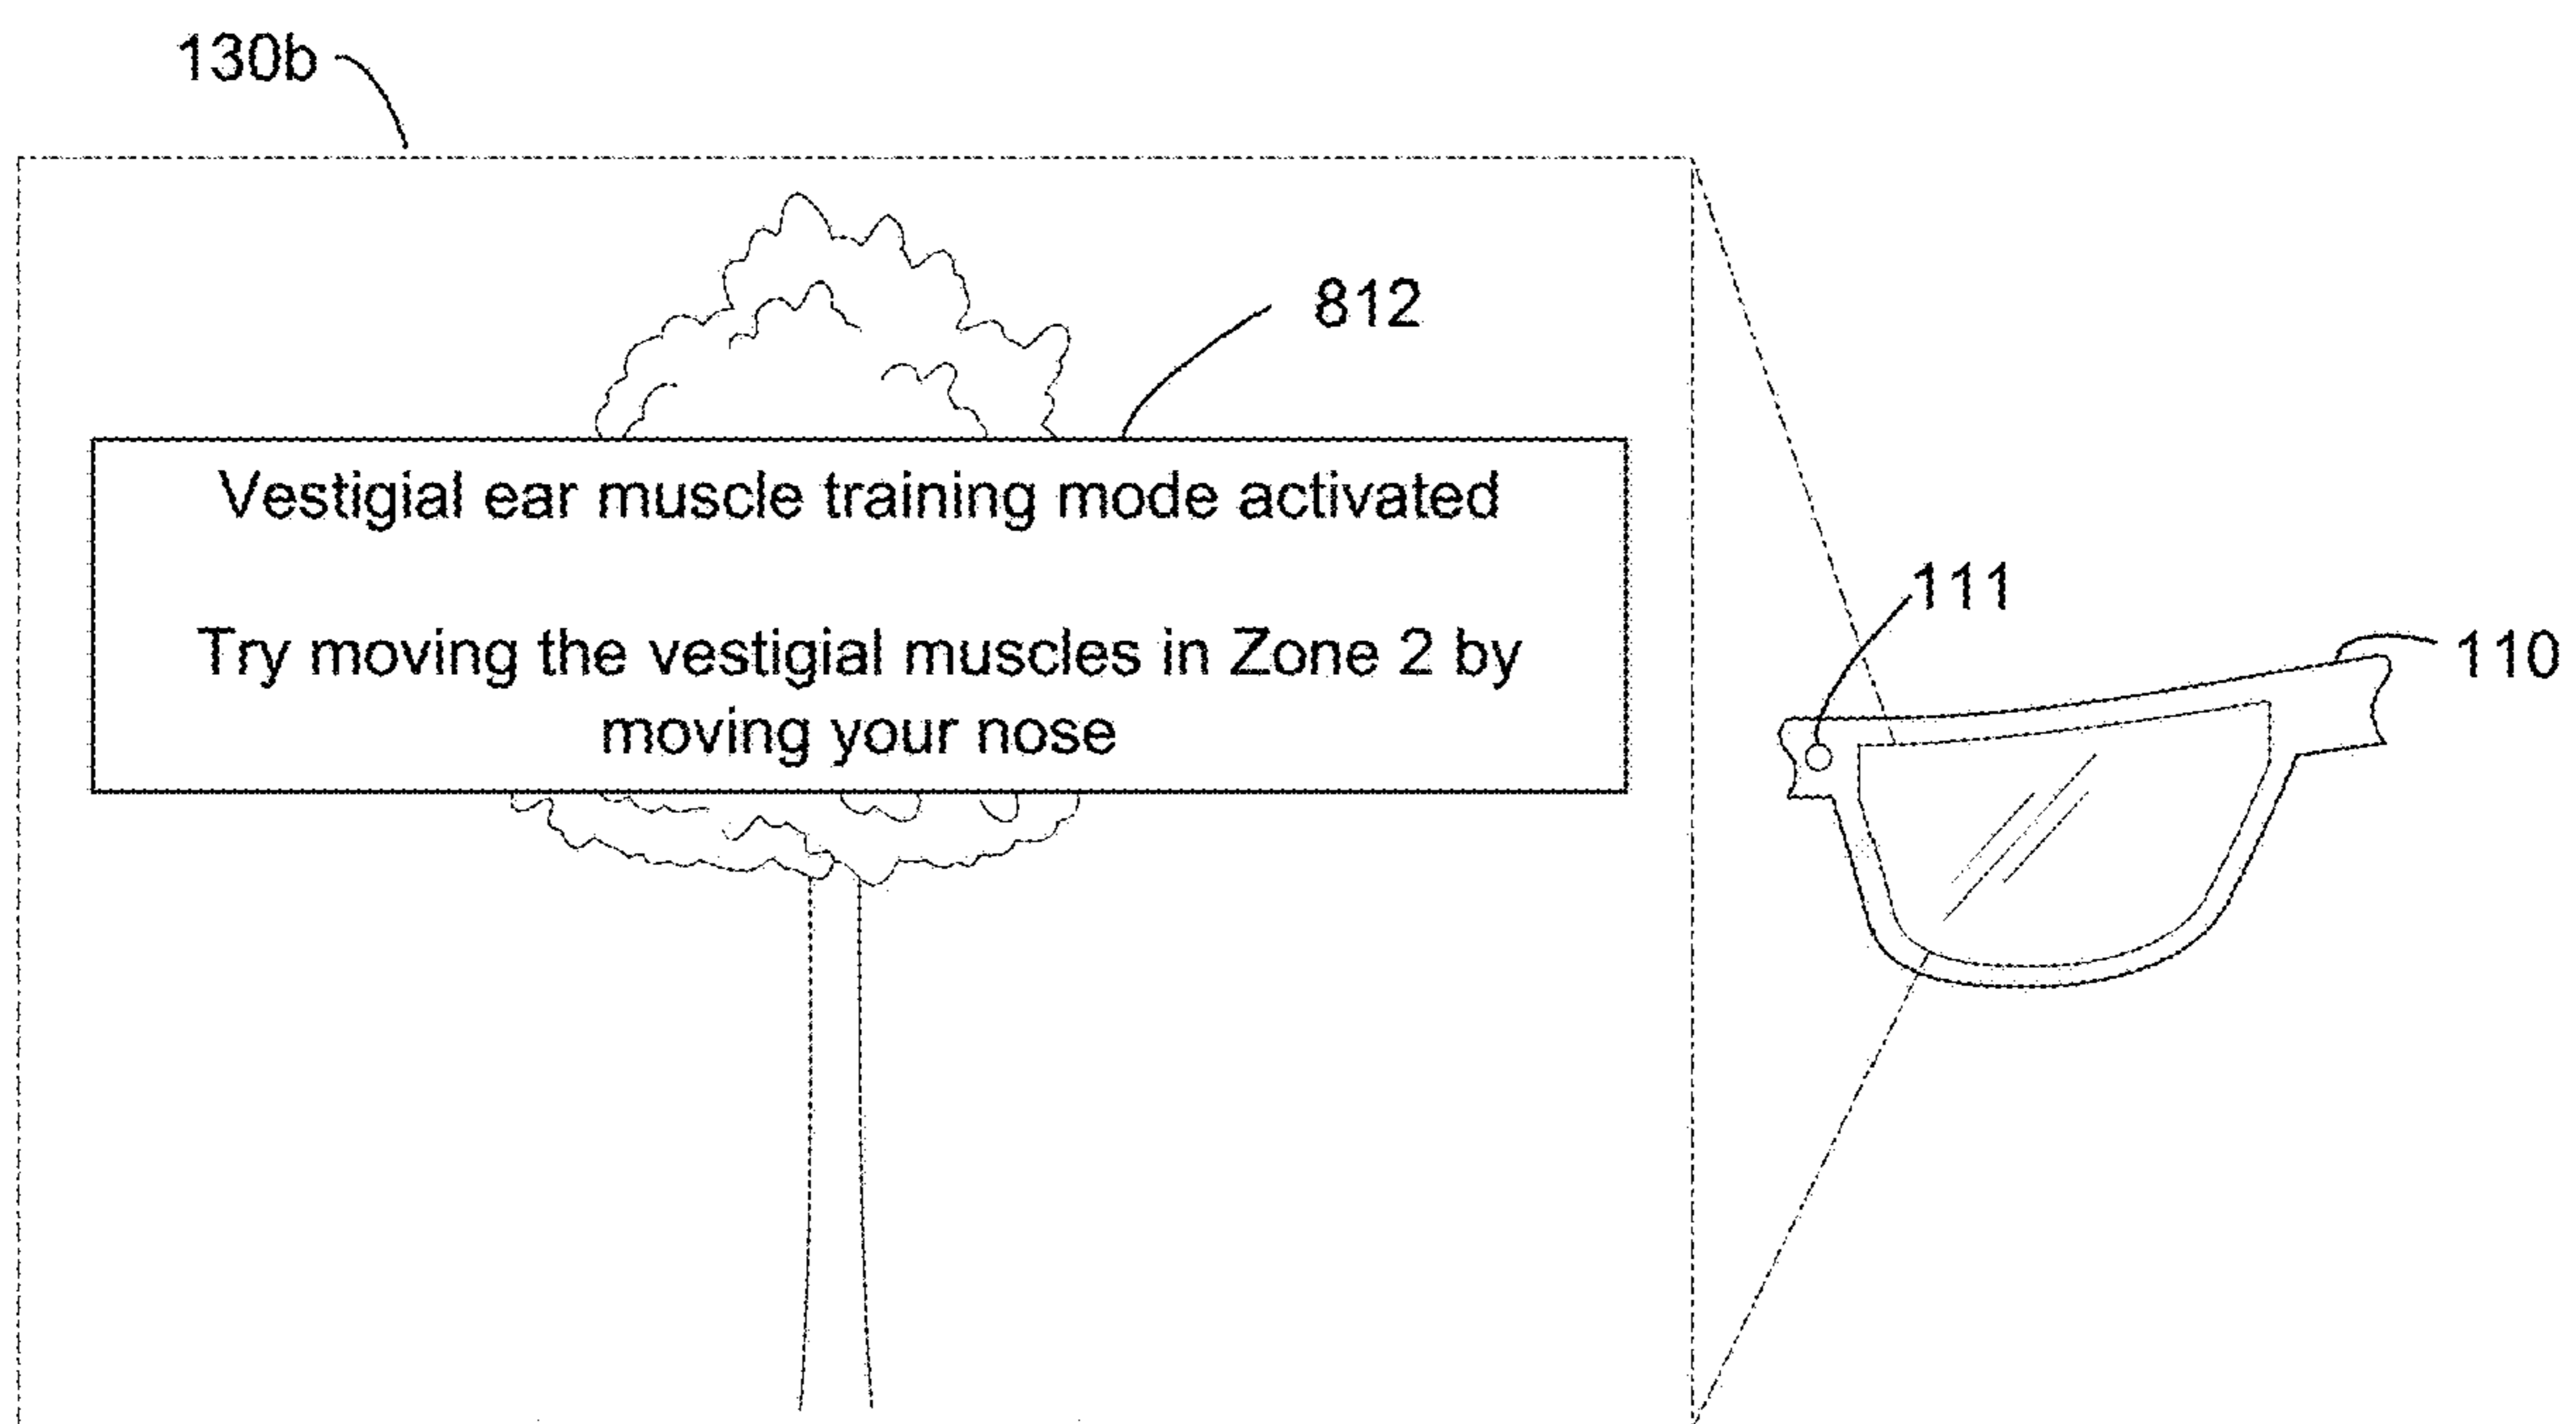 130b
812
Vestigial ear muscle training mode activated
Try moving the vestigial muscles in Zone 2 by
moving your nose
111
110